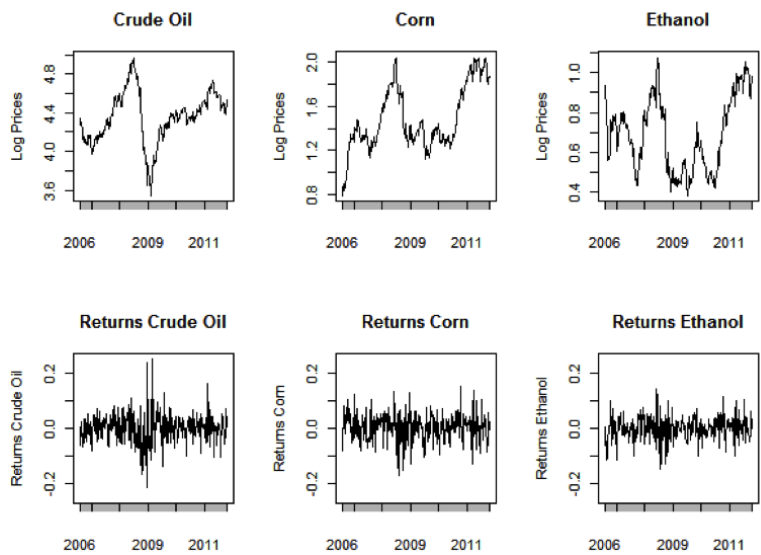 Crude Oil
Corn
Ethanol
Log Prices
3.6 4.0 4.4 4.8
2006 2009 2011
Log Prices
0.8 1.2 1.6 2.0
2006 2009 2011
Log Prices
0.4 0.6 0.8 1.0
2006 2009 2011
Returns Crude Oil
Returns Corn
Returns Ethanol
Returns Crude Oil
-0.2 0.0 0.2
2006 2009 2011
Returns Corn
-0.2 0.0 0.2
2006 2009 2011
Returns Ethanol
-0.2 0.0 0.2
2006 2009 2011